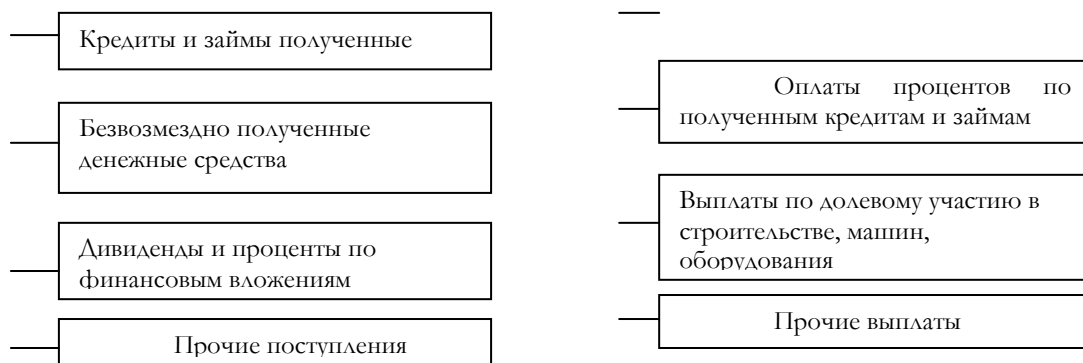 Кредиты и займы полученные
Безвозмездно полученные
денежные средства
Дивиденды и проценты по
финансовым вложениям
Прочие поступления
Оплаты процентов по
полученным кредитам и займам
Выплаты по долевому участию в
строительстве, машин,
оборудования
Прочие выплаты